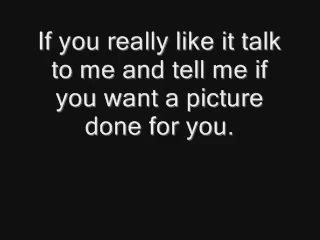 If you really like it talk
to me and tell me if
you want a picture
done for you.